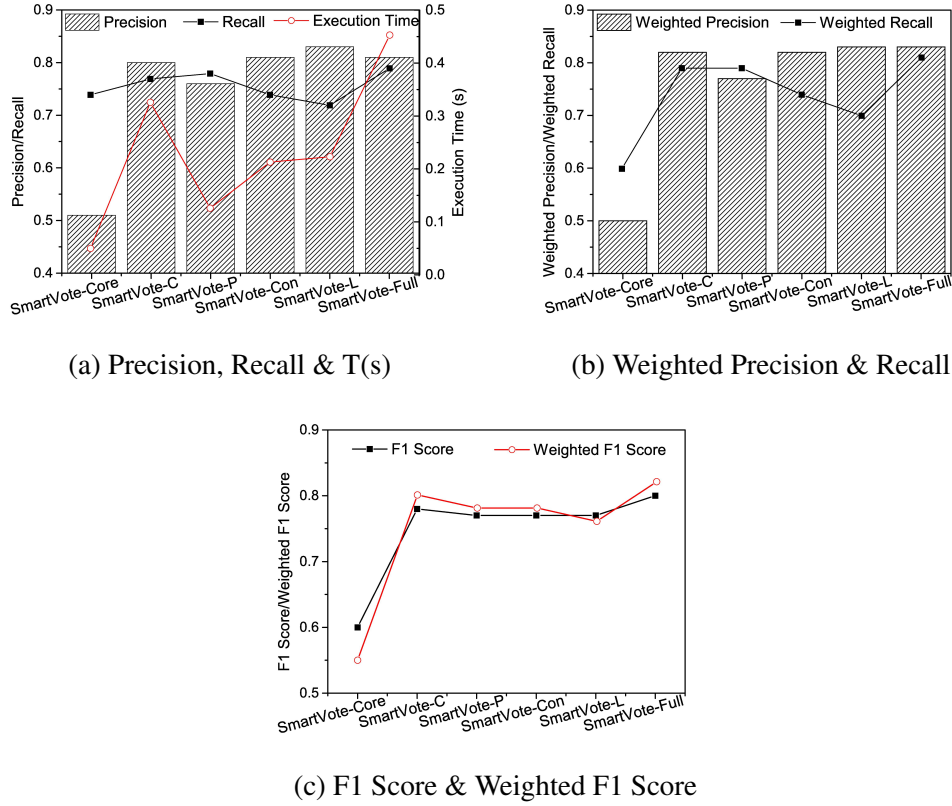 Precision Recall Execution Time
0.9
0.8
0.7
0.6
0.5
0.4
0.5
0.4
0.3
0.2
0.1
0.0
Precision/Recall
Execution Time (s)
SmartVote-Core
SmartVote-C
SmartVote-P
SmartVote-Con
SmartVote-L
SmartVote-Full
(a) Precision, Recall & T(s)
Weighted Precision Weighted Recall
0.9
0.8
0.7
0.6
0.5
0.4
Weighted Precision/Weighted Recall
SmartVote-Core
SmartVote-C
SmartVote-P
SmartVote-Con
SmartVote-L
SmartVote-Full
(b) Weighted Precision & Recall
F1 Score Weighted F1 Score
0.9
0.8
0.7
0.6
0.5
F1 Score/Weighted F1 Score
SmartVote-Core
SmartVote-C
SmartVote-P
SmartVote-Con
SmartVote-L
SmartVote-Full
(c) F1 Score & Weighted F1 Score